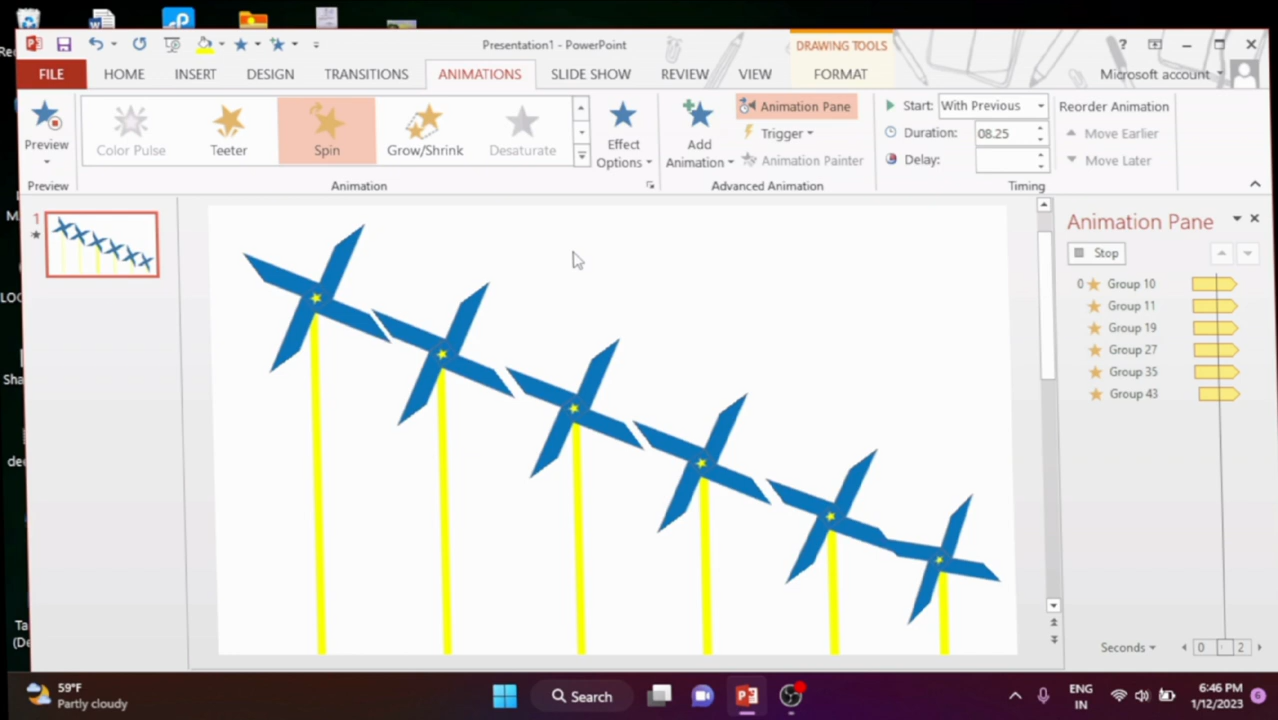 Presentation1 - PowerPoint
DRAWING TOOLS
?
FILE
HOME
INSERT
DESIGN
TRANSITIONS
ANIMATIONS
SLIDE SHOW
REVIEW
VIEW
FORMAT
Microsoft account
Preview
Color Pulse
Teeter
Spin
Grow/Shrink
Desaturate
Effect
Options
Add
Animation
Animation Pane
Trigger
Animation Painter
Start: With Previous
Duration: 08.25
Delay:
Reorder Animation
Move Earlier
Move Later
Preview
Animation
Advanced Animation
Timing
1
Animation Pane
Stop
0 Group 10
Group 11
Group 19
Group 27
Group 35
Group 43
Seconds 0 2
59°F
Partly cloudy
Search
ENG
IN
6:46 PM
1/12/2023
6